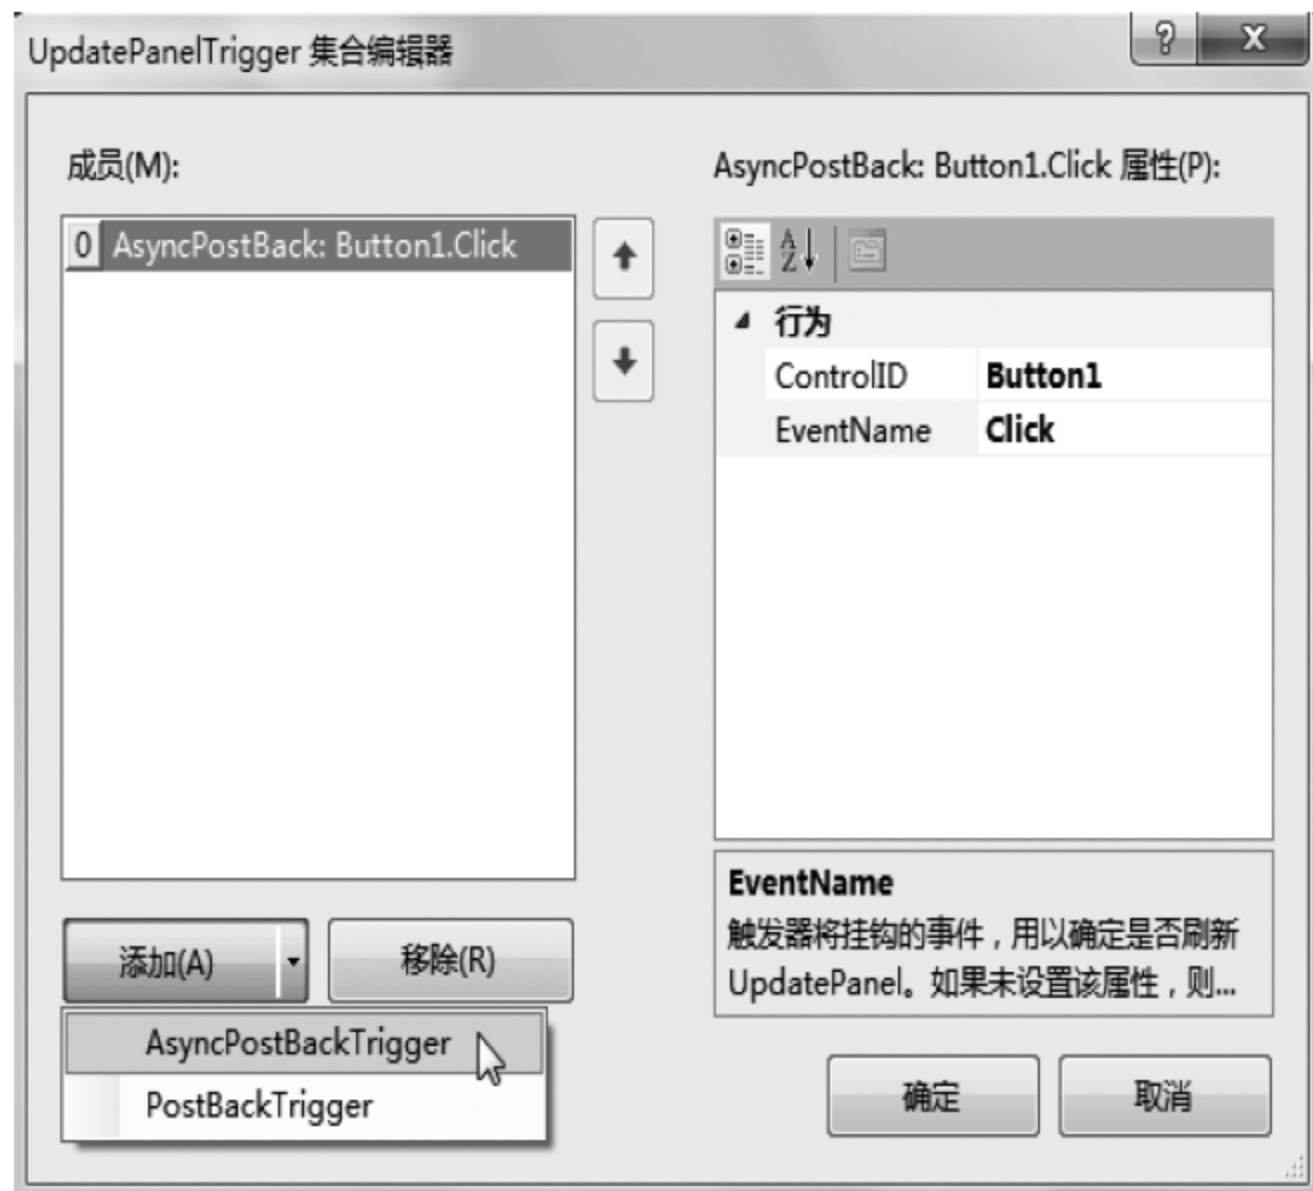 UpdatePanelTrigger 集合编辑器
? X
成员(M):
0 AsyncPostBack: Button1.Click
添加(A)
移除(R)
AsyncPostBackTrigger
PostBackTrigger
AsyncPostBack: Button1.Click 属性(P):
A
Z
行为
ControlID Button1
EventName Click
EventName
触发器将挂钩的事件，用以确定是否刷新
UpdatePanel。如果未设置该属性，则...
确定
取消